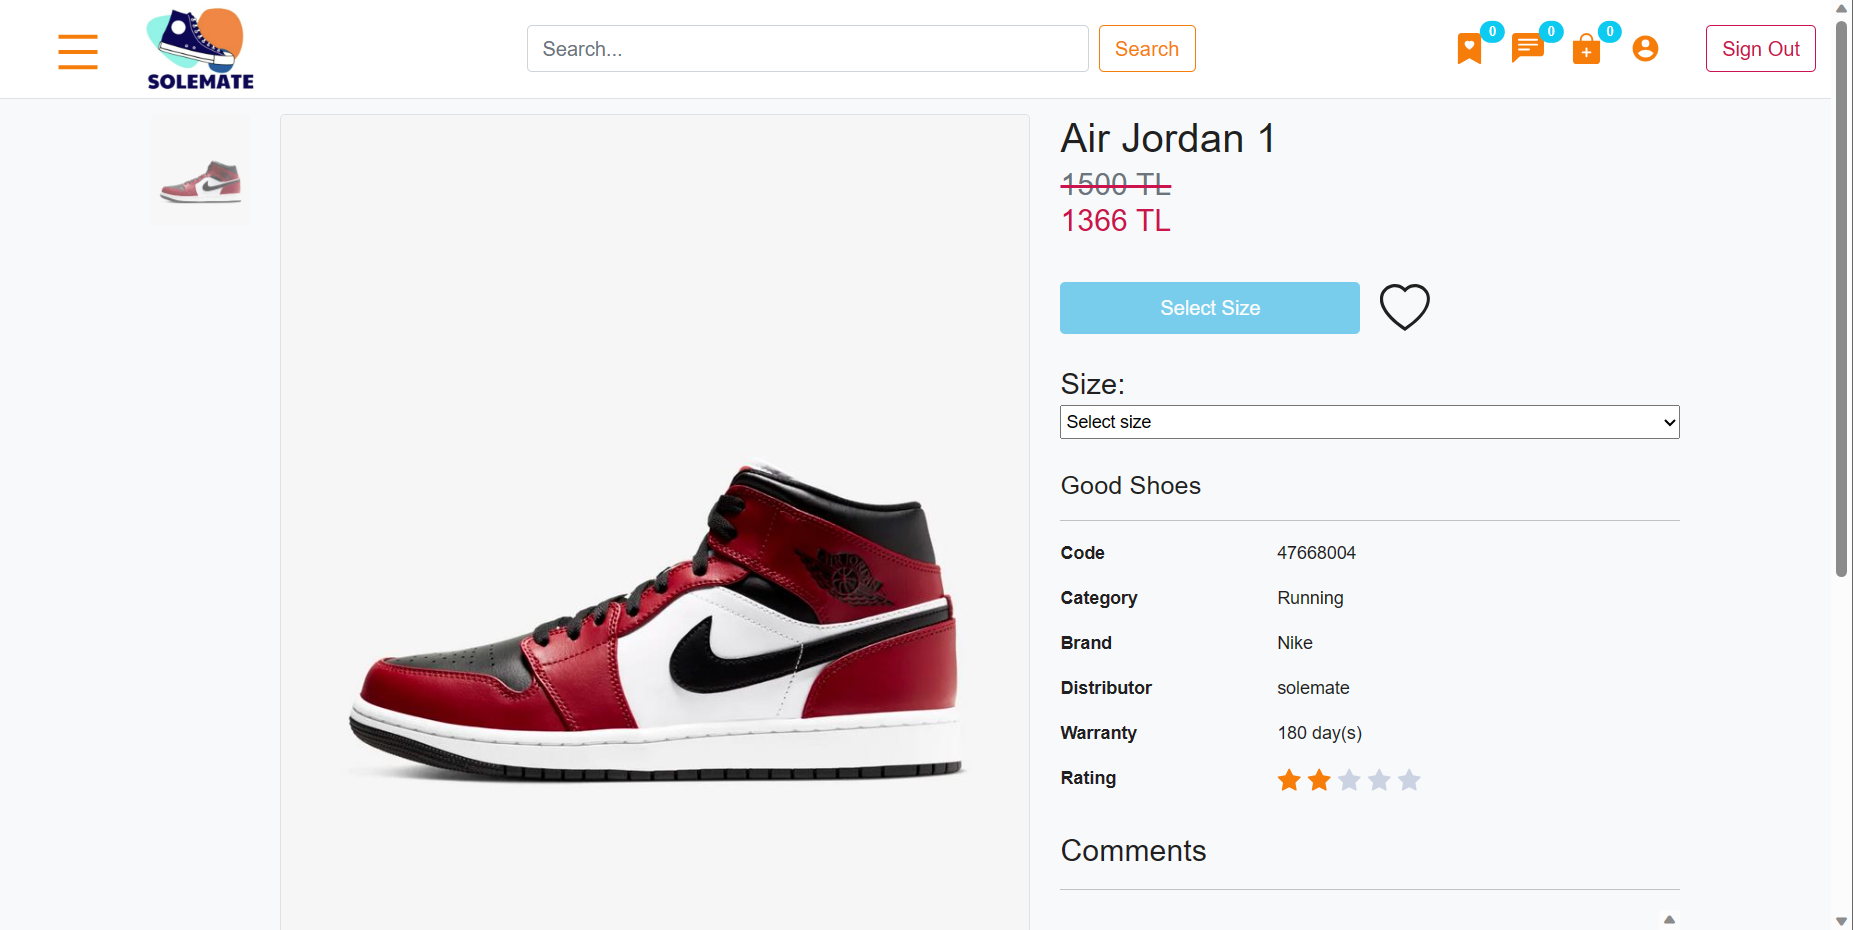 SOLEMATE
Search...
Search
0
0
0
Sign Out
Air Jordan 1
1500 TL
1366 TL
Select Size
Size:
Select size
Good Shoes
Code 47668004
Category Running
Brand Nike
Distributor solemate
Warranty 180 day(s)
Rating
Comments